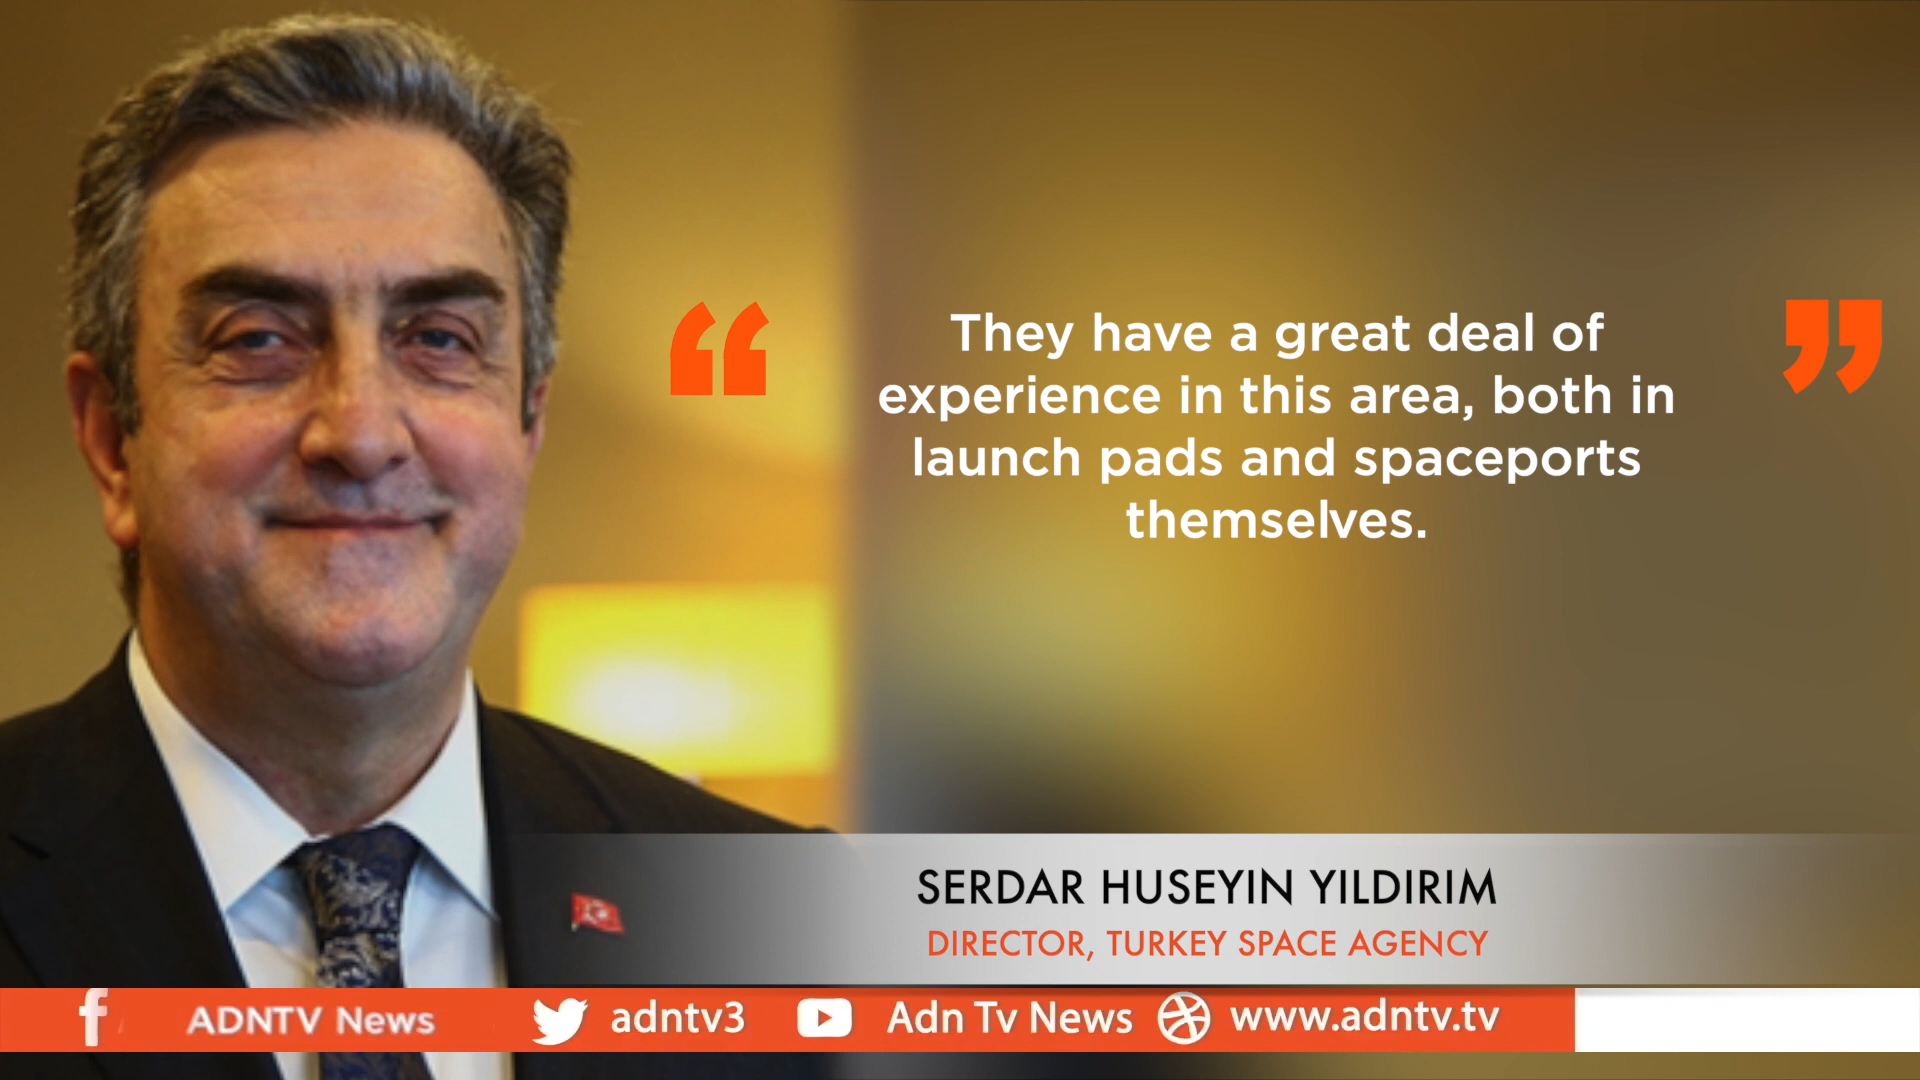 “
They have a great deal of
experience in this area, both in
launch pads and spaceports
themselves.
”
SERDAR HUSEYIN YILDIRIM
DIRECTOR, TURKEY SPACE AGENCY
ADNTV News adntv3 Adn Tv News www.adntv.tv